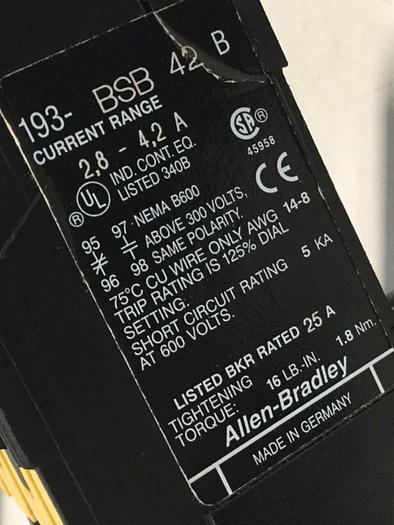 193- BSB 42 B
CURRENT RANGE
2,8 - 4,2 A
UL® IND. CONT. EQ.
LISTED 340B
SA®
45958
CE
95 97 - NEMA B600
ABOVE 300 VOLTS,
96 98 SAME POLARITY.
75°C CU WIRE ONLY AWG 14-8
TRIP RATING IS 125% DIAL
SETTING:
SHORT CIRCUIT RATING 5 KA
AT 600 VOLTS.
LISTED BKR RATED 25 A
TIGHTENING
TORQUE: 16 LB.-IN. 1.8 Nm.
Allen-Bradley
MADE IN GERMANY